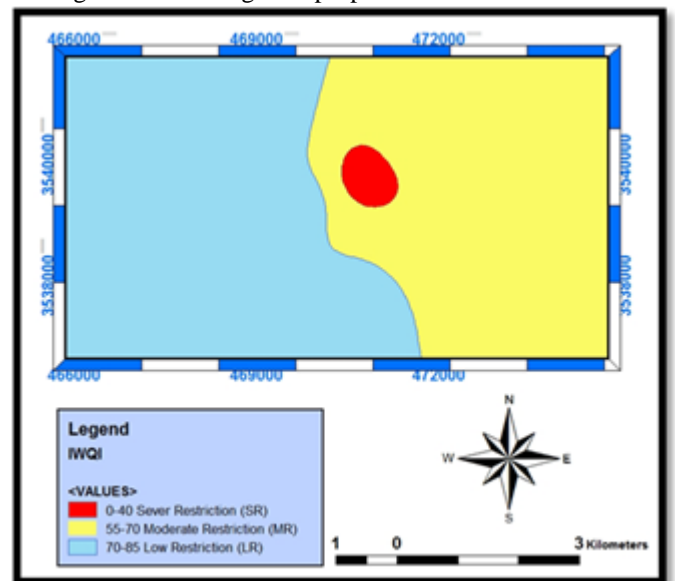 466000 469000 472000
3540000 3540000
3538000 3538000
466000 469000 472000
Legend
IWQI
<VALUES>
0-40 Sever Restriction (SR)
55-70 Moderate Restriction (MR)
70-85 Low Restriction (LR)
N
W E
S
1 0 3 Kilometers